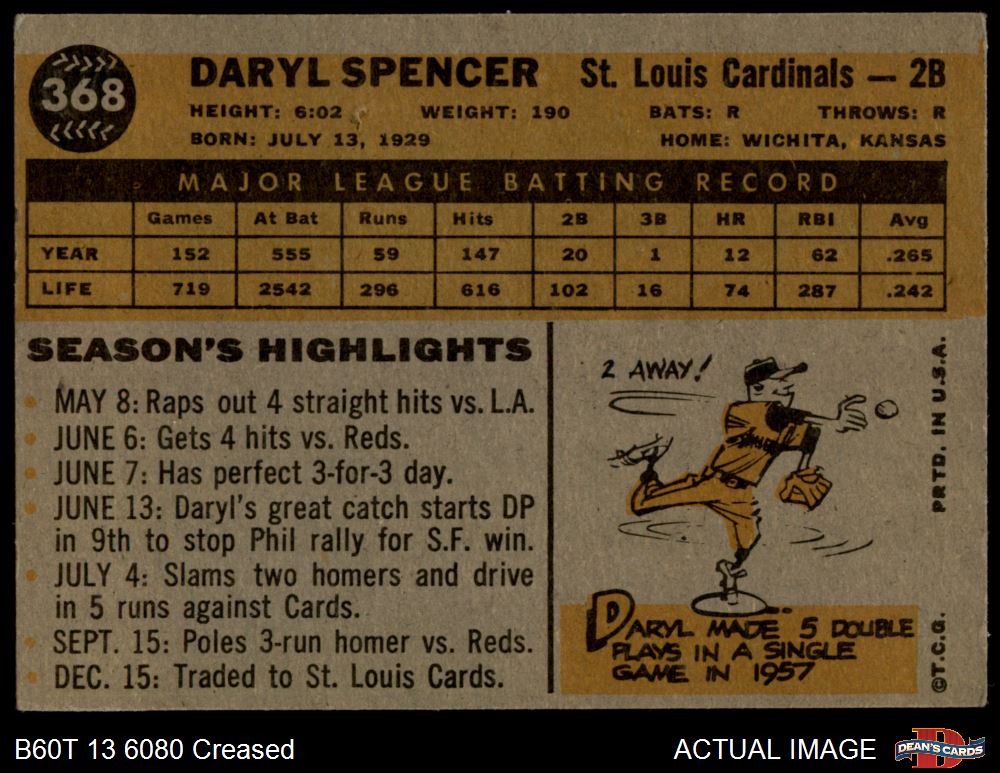 368
DARYL SPENCER St. Louis Cardinals — 2B
HEIGHT: 6:02 WEIGHT: 190 BATS: R THROWS: R
BORN: JULY 13, 1929 HOME: WICHITA, KANSAS
MAJOR LEAGUE BATTING RECORD
Games At Bat Runs Hits 2B 3B HR RBI Avg
YEAR 152 555 59 147 20 1 12 62 .265
LIFE 719 2542 296 616 102 16 74 287 .242
SEASON'S HIGHLIGHTS
MAY 8: Raps out 4 straight hits vs. L.A.
JUNE 6: Gets 4 hits vs. Reds.
JUNE 7: Has perfect 3-for-3 day.
JUNE 13: Daryl's great catch starts DP
in 9th to stop Phil rally for S.F. win.
JULY 4: Slams two homers and drive
in 5 runs against Cards.
SEPT. 15: Poles 3-run homer vs. Reds.
DEC. 15: Traded to St. Louis Cards.
2 AWAY!
DARYL MADE 5 DOUBLE
PLAYS IN A SINGLE
GAME IN 1957
©T.C.G. PRTD. IN U.S.A.
B60T 13 6080 Creased
ACTUAL IMAGE
DEAN'S CARDS